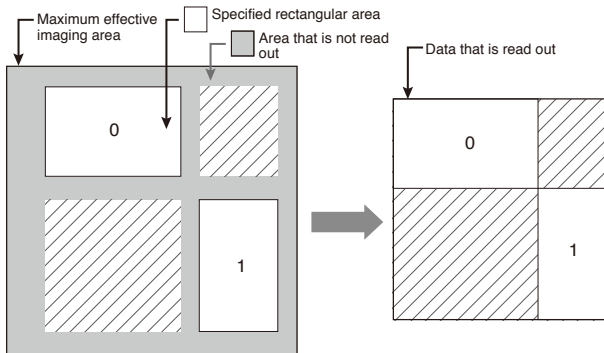 Maximum effective
imaging area
Specified rectangular area
Area that is not read
out
Data that is read out
0
1
0
1